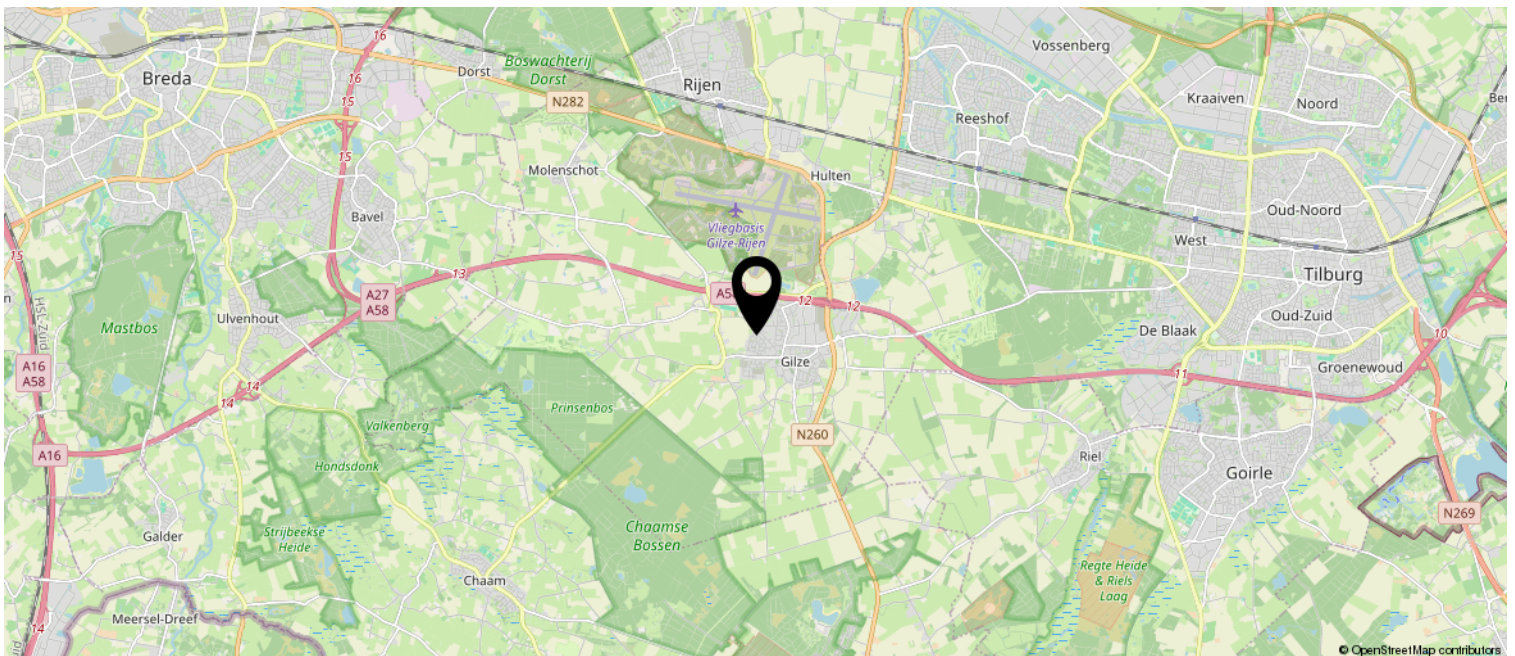 16
Vossenberg
Breda
Dorst
Boswachterij
Dorst
16
Rijen
15
N282
Kraaiven
Noord
Reeshof
15
Molenschot
Hulten
Bavel
Oud-Noord
Vliegbasis
Gilze-Rijen
West
15
13
Tilburg
A27
A58
12
12
HSL-Zuid
Mastbos
Ulvenhout
De Blaak
Oud-Zuid
10
A16
A58
Gilze
Groenewoud
11
14
14
Prinsenbos
Valkenberg
N260
A16
Riel
Hondsdonk
Goirle
N269
Chaamse
Bossen
Strijbeekse
Heide
Galder
Regte Heide
& Riels
Laag
Chaam
Meersel-Dreef
14
© OpenStreetMap contributors